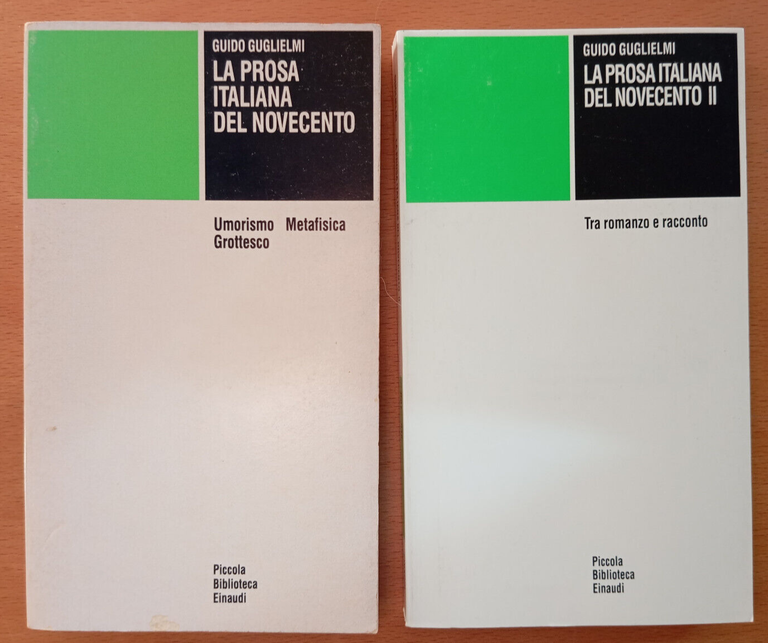 GUIDO GUGLIELMI
LA PROSA
ITALIANA
DEL NOVECENTO
Umorismo Metafisica
Grottesco
Piccola
Biblioteca
Einaudi
GUIDO GUGLIELMI
LA PROSA ITALIANA
DEL NOVECENTO II
Tra romanzo e racconto
Piccola
Biblioteca
Einaudi